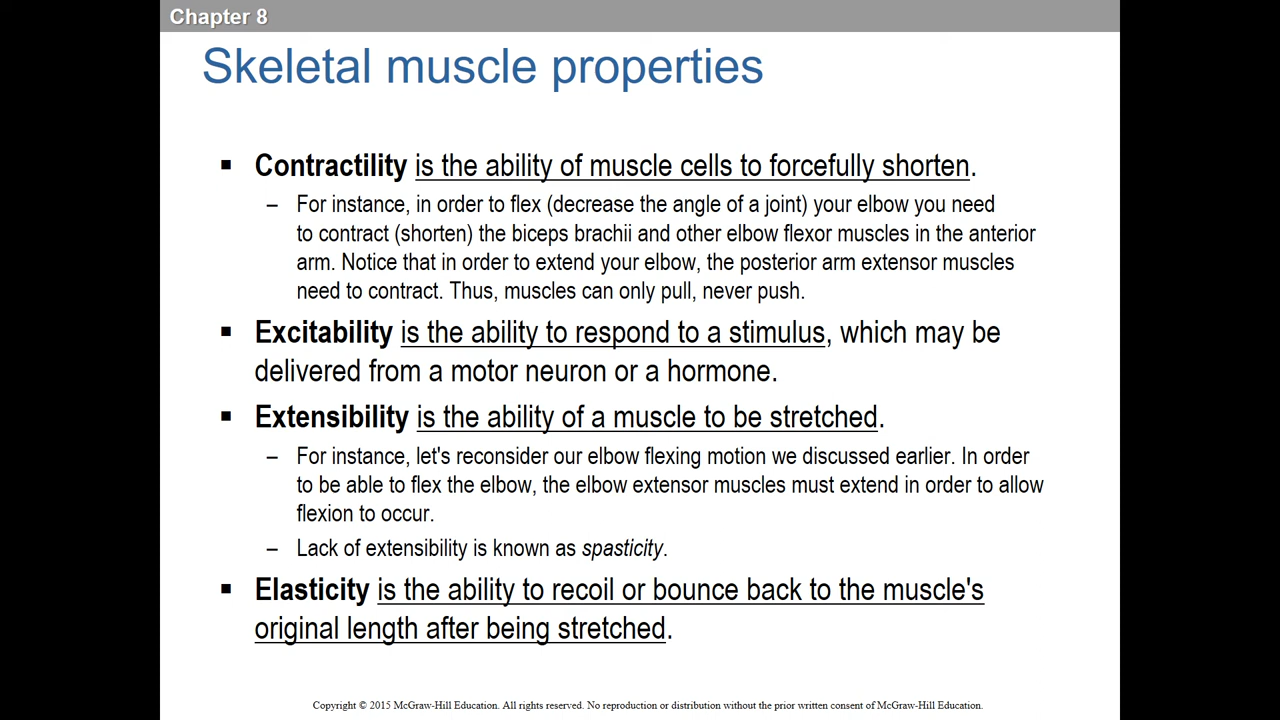 Chapter 8
Skeletal muscle properties
▪ Contractility is the ability of muscle cells to forcefully shorten.
– For instance, in order to flex (decrease the angle of a joint) your elbow you need
to contract (shorten) the biceps brachii and other elbow flexor muscles in the anterior
arm. Notice that in order to extend your elbow, the posterior arm extensor muscles
need to contract. Thus, muscles can only pull, never push.
▪ Excitability is the ability to respond to a stimulus, which may be
delivered from a motor neuron or a hormone.
▪ Extensibility is the ability of a muscle to be stretched.
– For instance, let's reconsider our elbow flexing motion we discussed earlier. In order
to be able to flex the elbow, the elbow extensor muscles must extend in order to allow
flexion to occur.
– Lack of extensibility is known as spasticity.
▪ Elasticity is the ability to recoil or bounce back to the muscle's
original length after being stretched.
Copyright © 2015 McGraw-Hill Education. All rights reserved. No reproduction or distribution without the prior written consent of McGraw-Hill Education.